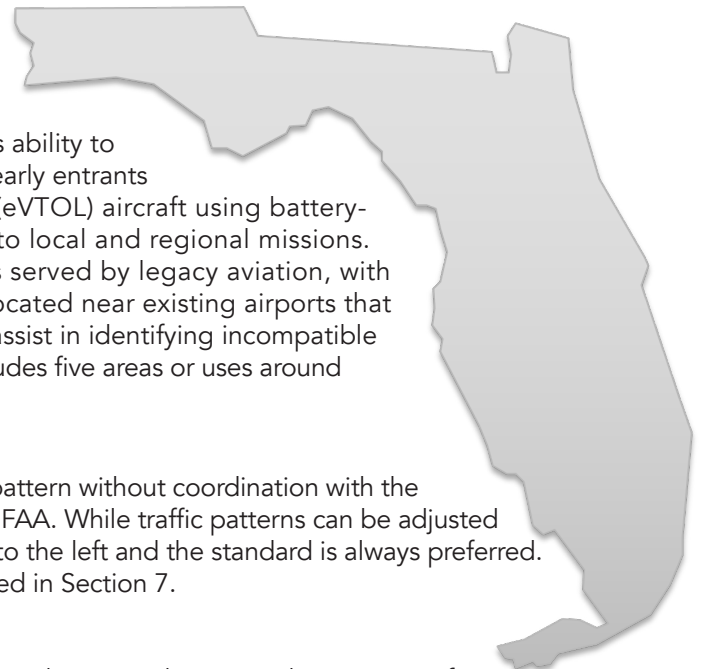 s ability to
early entrants
(eVTOL) aircraft using battery-
to local and regional missions.
s served by legacy aviation, with
ocated near existing airports that
assist in identifying incompatible
udes five areas or uses around
pattern without coordination with the
FAA. While traffic patterns can be adjusted
to the left and the standard is always preferred.
ed in Section 7.